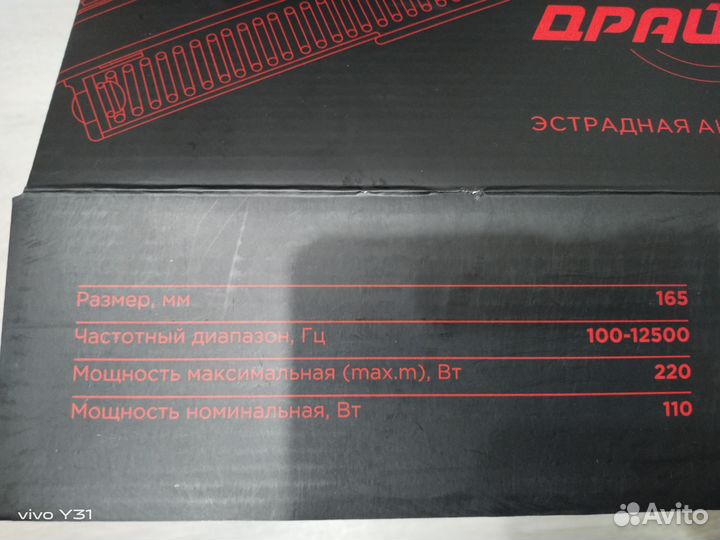 ДРАЙ
ЭСТРАДНАЯ А
Размер, мм 165
Частотный диапазон, Гц 100-12500
Мощность максимальная (max.m), Вт 220
Мощность номинальная, Вт 110
vivo Y31
Avito